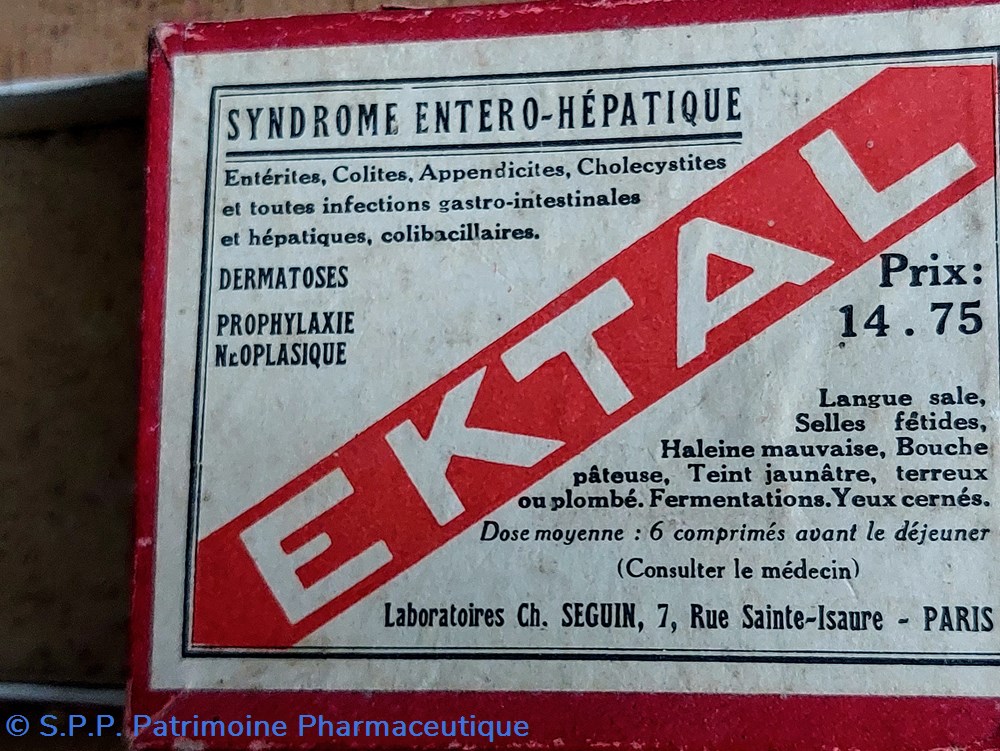 SYNDROME ENTERO-HÉPATIQUE
Entérites, Colites, Appendicites, Cholecystites
et toutes infections gastro-intestinales
et hépatiques, colibacillaires.
DERMATOSES
PROPHYLAXIE
NEOPLASIQUE
EKTAL
Prix:
14.75
Langue sale,
Selles fétides,
Haleine mauvaise, Bouche
pâteuse, Teint jaunâtre, terreux
ou plombé. Fermentations. Yeux cernés.
Dose moyenne : 6 comprimés avant le déjeuner
(Consulter le médecin)
Laboratoires Ch. SEGUIN, 7, Rue Sainte-Isaure - PARIS
© S.P.P. Patrimoine Pharmaceutique